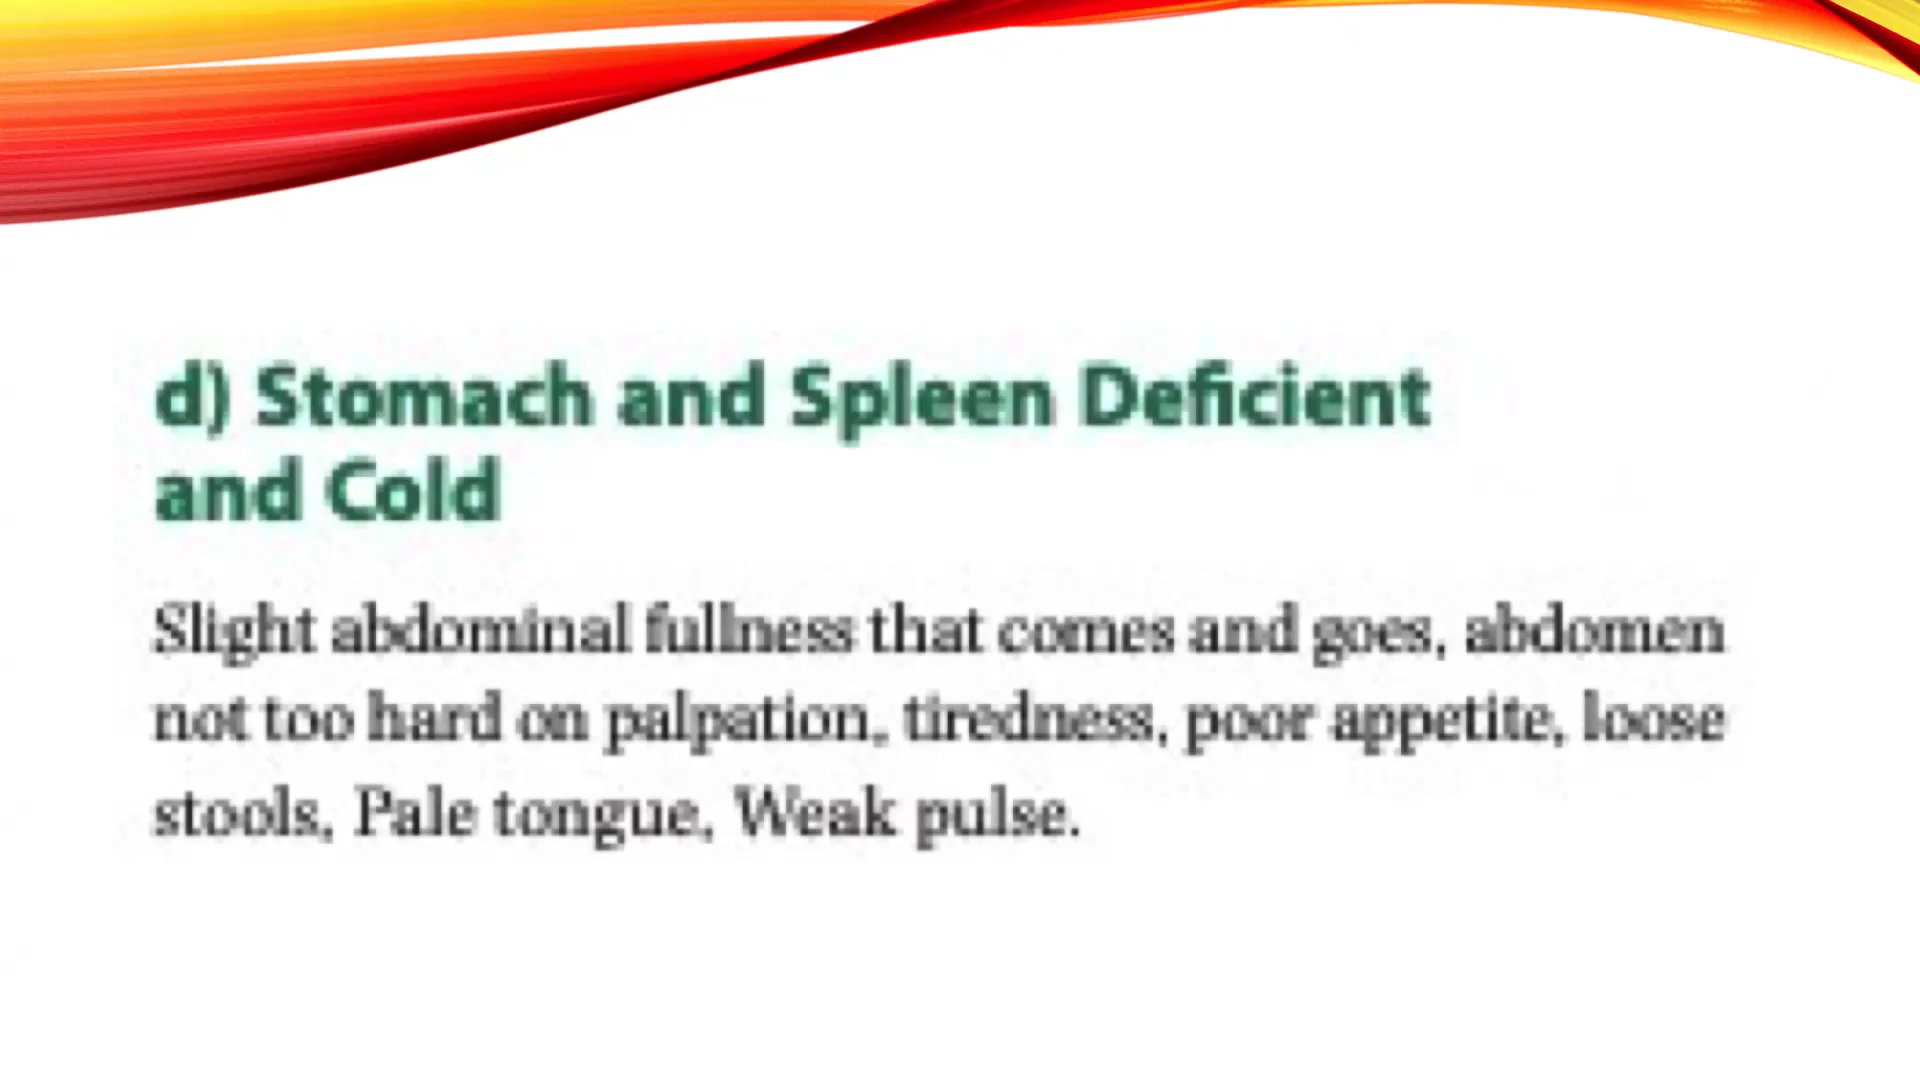 d) Stomach and Spleen Deficient
and Cold
Slight abdominal fullness that comes and goes, abdomen
not too hard on palpation, tiredness, poor appetite, loose
stools, Pale tongue, Weak pulse.